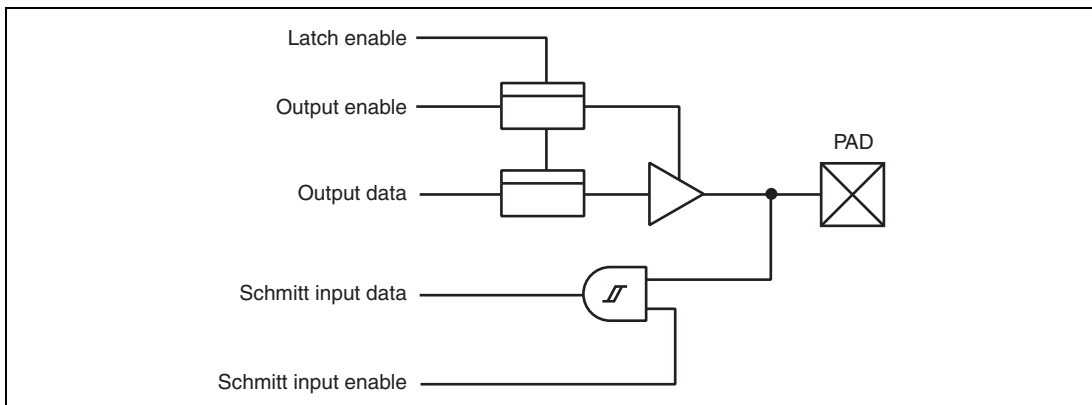 Latch enable
Output enable
PAD
Output data
Schmitt input data
Schmitt input enable